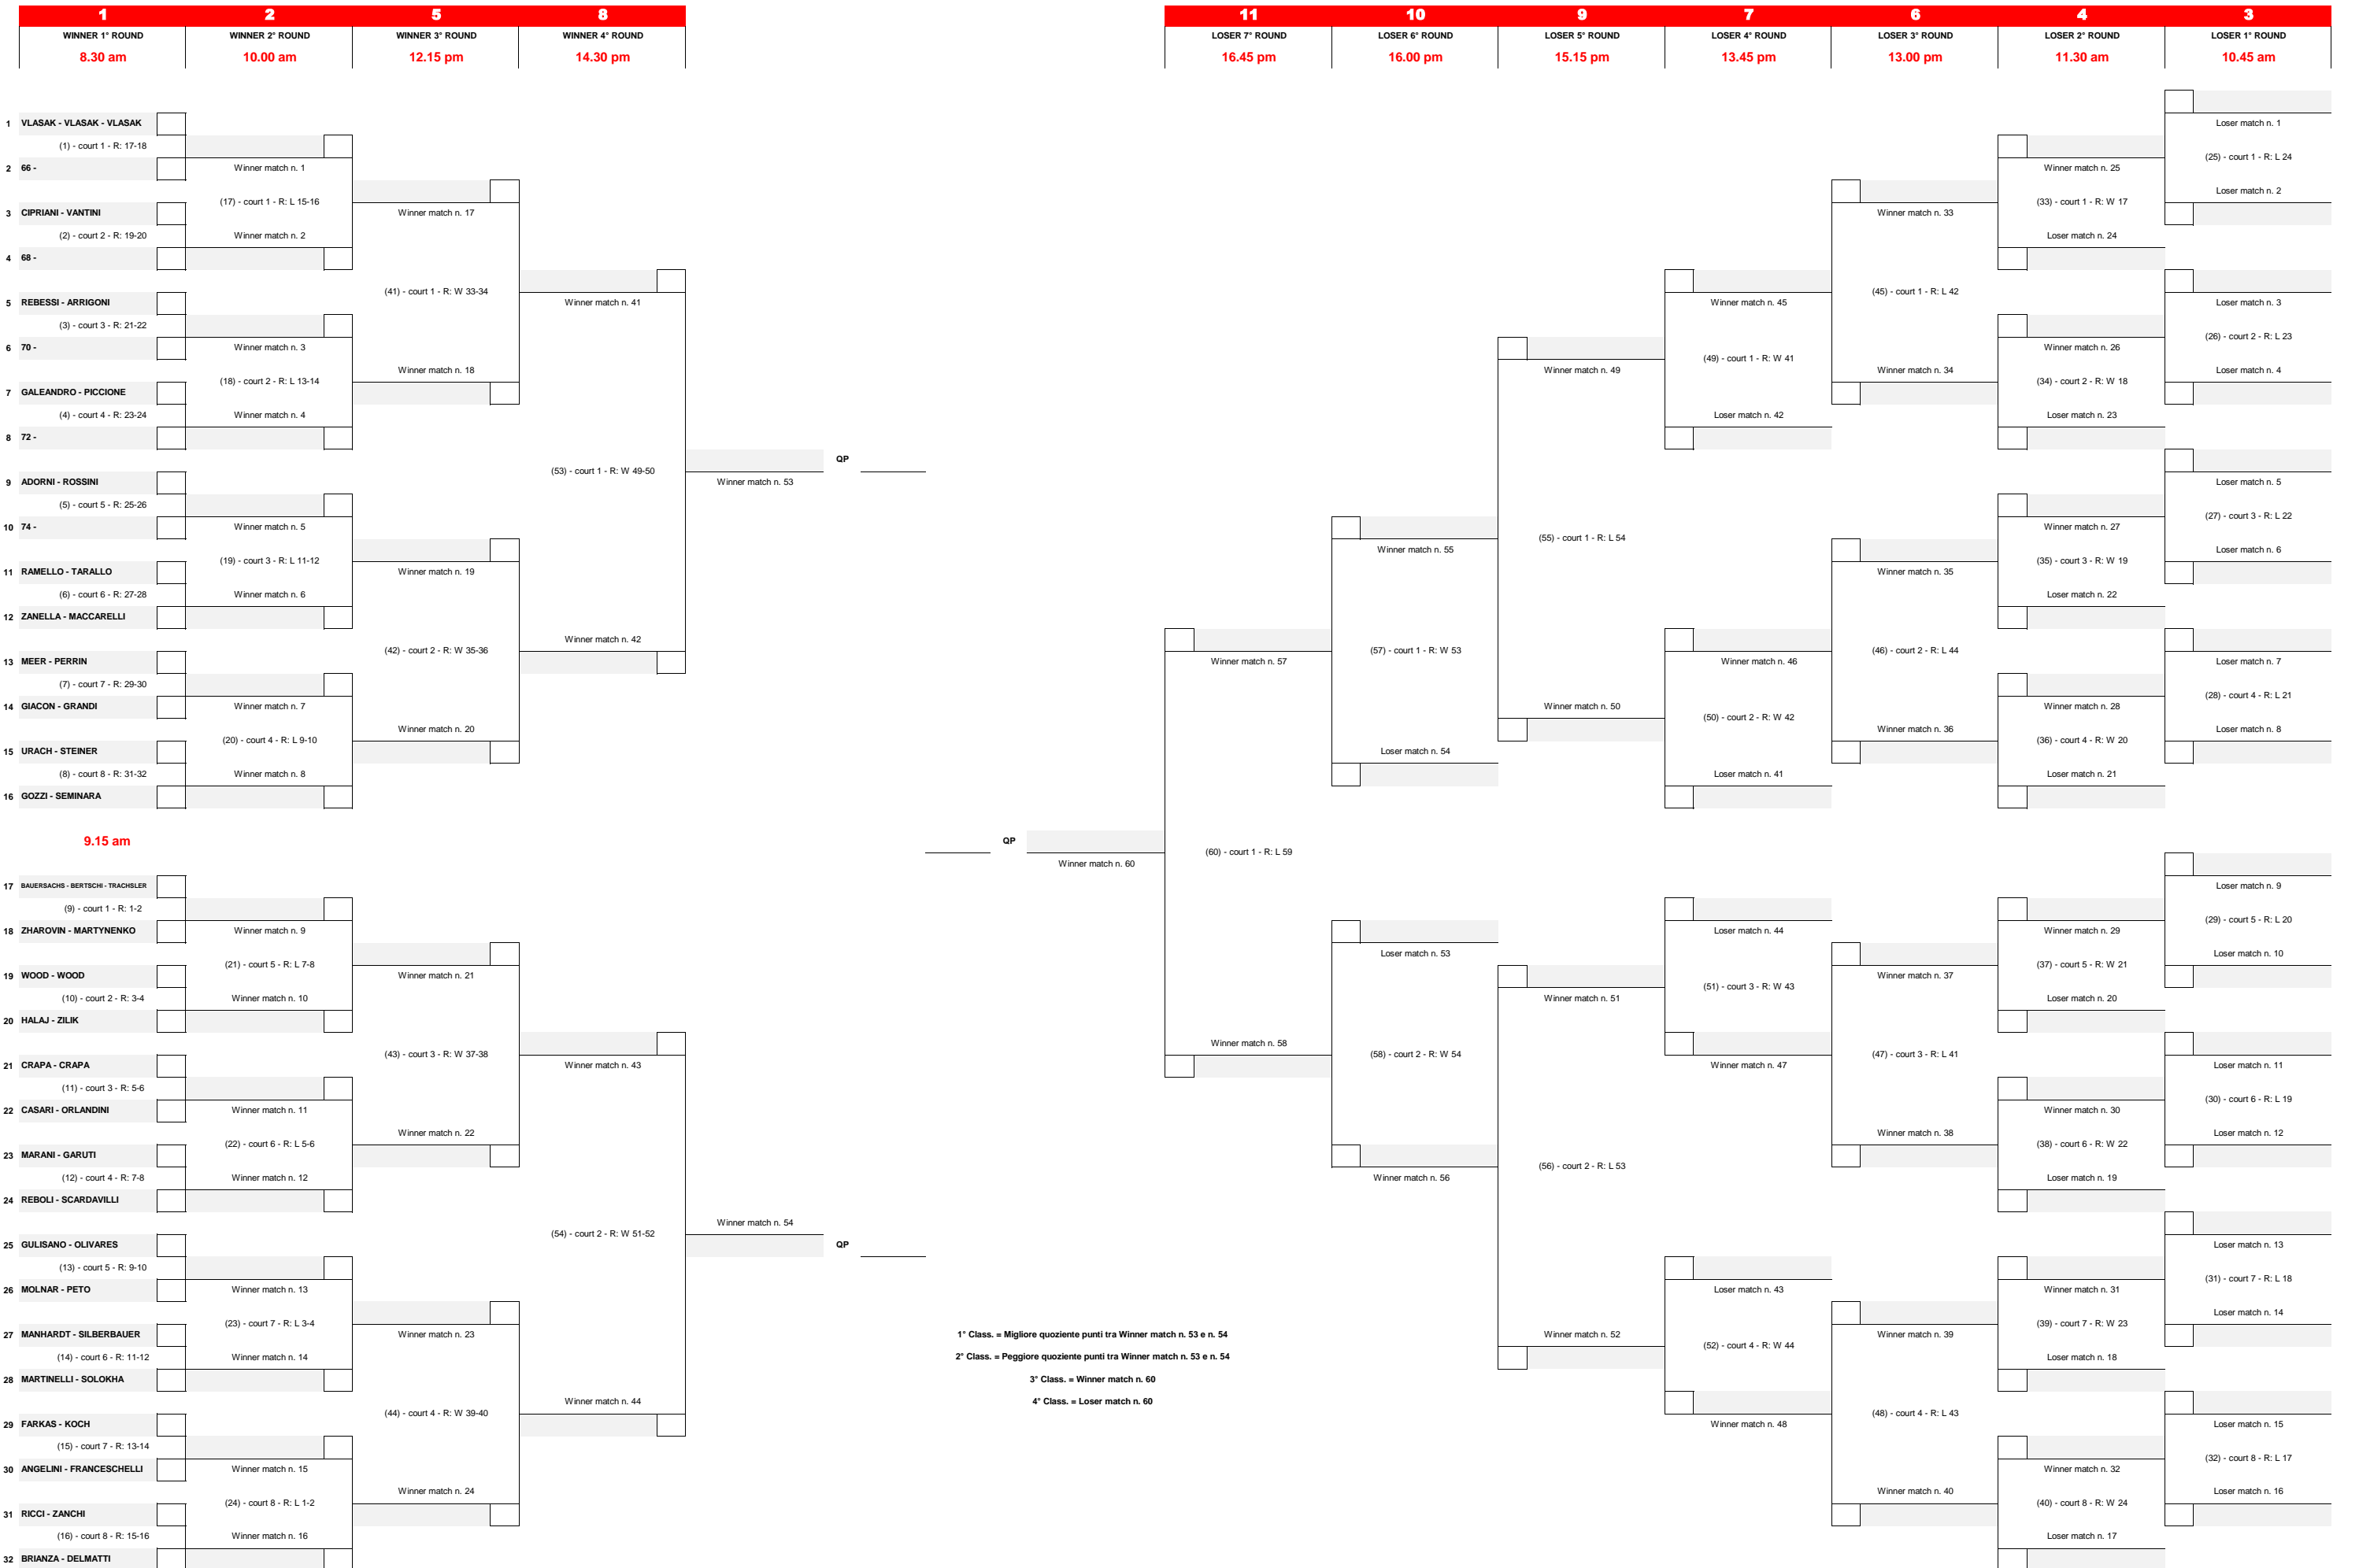 1 2 5 8 11 10 9 7 6 4 3
WINNER 1° ROUND WINNER 2° ROUND WINNER 3° ROUND WINNER 4° ROUND LOSER 7° ROUND LOSER 6° ROUND LOSER 5° ROUND LOSER 4° ROUND LOSER 3° ROUND LOSER 2° ROUND LOSER 1° ROUND
8.30 am 10.00 am 12.15 pm 14.30 pm 16.45 pm 16.00 pm 15.15 pm 13.45 pm 13.00 pm 11.30 am 10.45 am
1 VLASAK - VLASAK - VLASAK
(1) - court 1 - R: 17-18
2 66 -
3 CIPRIANI - VANTINI
(2) - court 2 - R: 19-20
4 68 -
5 REBESSI - ARRIGONI
(3) - court 3 - R: 21-22
6 70 -
7 GALEANDRO - PICCIONE
(4) - court 4 - R: 23-24
8 72 -
9 ADORNI - ROSSINI
(5) - court 5 - R: 25-26
10 74 -
11 RAMELLO - TARALLO
(6) - court 6 - R: 27-28
12 ZANELLA - MACCARELLI
13 MEER - PERRIN
(7) - court 7 - R: 29-30
14 GIACON - GRANDI
15 URACH - STEINER
(8) - court 8 - R: 31-32
16 GOZZI - SEMINARA
9.15 am
17 BAUERSACHS - BERTSCHI - TRACHSLER
(9) - court 1 - R: 1-2
18 ZHAROVIN - MARTYNENKO
19 WOOD - WOOD
(10) - court 2 - R: 3-4
20 HALAJ - ZILIK
21 CRAPA - CRAPA
(11) - court 3 - R: 5-6
22 CASARI - ORLANDINI
23 MARANI - GARUTI
(12) - court 4 - R: 7-8
24 REBOLI - SCARDAVILLI
25 GULISANO - OLIVARES
(13) - court 5 - R: 9-10
26 MOLNAR - PETO
27 MANHARDT - SILBERBAUER
(14) - court 6 - R: 11-12
28 MARTINELLI - SOLOKHA
29 FARKAS - KOCH
(15) - court 7 - R: 13-14
30 ANGELINI - FRANCESCHELLI
31 RICCI - ZANCHI
(16) - court 8 - R: 15-16
32 BRIANZA - DELMATTI
Winner match n. 1
(17) - court 1 - R: L 15-16
Winner match n. 2
Winner match n. 3
(18) - court 2 - R: L 13-14
Winner match n. 4
Winner match n. 5
(19) - court 3 - R: L 11-12
Winner match n. 6
Winner match n. 7
(20) - court 4 - R: L 9-10
Winner match n. 8
Winner match n. 9
(21) - court 5 - R: L 7-8
Winner match n. 10
Winner match n. 11
(22) - court 6 - R: L 5-6
Winner match n. 12
Winner match n. 13
(23) - court 7 - R: L 3-4
Winner match n. 14
Winner match n. 15
(24) - court 8 - R: L 1-2
Winner match n. 16
Winner match n. 17
(41) - court 1 - R: W 33-34
Winner match n. 18
Winner match n. 19
(42) - court 2 - R: W 35-36
Winner match n. 20
Winner match n. 21
(43) - court 3 - R: W 37-38
Winner match n. 22
Winner match n. 23
(44) - court 4 - R: W 39-40
Winner match n. 24
Winner match n. 41
(53) - court 1 - R: W 49-50
Winner match n. 42
Winner match n. 43
(54) - court 2 - R: W 51-52
Winner match n. 44
QP
Winner match n. 53
Winner match n. 54
QP
QP
Winner match n. 60
1° Class. = Migliore quoziente punti tra Winner match n. 53 e n. 54
2° Class. = Peggiore quoziente punti tra Winner match n. 53 e n. 54
3° Class. = Winner match n. 60
4° Class. = Loser match n. 60
Winner match n. 57
(60) - court 1 - R: L 59
Winner match n. 58
Winner match n. 55
(57) - court 1 - R: W 53
Loser match n. 54
Loser match n. 53
(58) - court 2 - R: W 54
Winner match n. 56
Winner match n. 49
(55) - court 1 - R: L 54
Winner match n. 50
Winner match n. 51
(56) - court 2 - R: L 53
Winner match n. 52
Winner match n. 45
(49) - court 1 - R: W 41
Loser match n. 42
Winner match n. 46
(50) - court 2 - R: W 42
Loser match n. 41
Loser match n. 44
(51) - court 3 - R: W 43
Winner match n. 47
Loser match n. 43
(52) - court 4 - R: W 44
Winner match n. 48
Winner match n. 33
(45) - court 1 - R: L 42
Winner match n. 34
Winner match n. 35
(46) - court 2 - R: L 44
Winner match n. 36
Winner match n. 37
(47) - court 3 - R: L 41
Winner match n. 38
Winner match n. 39
(48) - court 4 - R: L 43
Winner match n. 40
Winner match n. 25
(33) - court 1 - R: W 17
Loser match n. 24
Winner match n. 26
(34) - court 2 - R: W 18
Loser match n. 23
Winner match n. 27
(35) - court 3 - R: W 19
Loser match n. 22
Winner match n. 28
(36) - court 4 - R: W 20
Loser match n. 21
Winner match n. 29
(37) - court 5 - R: W 21
Loser match n. 20
Winner match n. 30
(38) - court 6 - R: W 22
Loser match n. 19
Winner match n. 31
(39) - court 7 - R: W 23
Loser match n. 18
Winner match n. 32
(40) - court 8 - R: W 24
Loser match n. 17
Loser match n. 1
(25) - court 1 - R: L 24
Loser match n. 2
Loser match n. 3
(26) - court 2 - R: L 23
Loser match n. 4
Loser match n. 5
(27) - court 3 - R: L 22
Loser match n. 6
Loser match n. 7
(28) - court 4 - R: L 21
Loser match n. 8
Loser match n. 9
(29) - court 5 - R: L 20
Loser match n. 10
Loser match n. 11
(30) - court 6 - R: L 19
Loser match n. 12
Loser match n. 13
(31) - court 7 - R: L 18
Loser match n. 14
Loser match n. 15
(32) - court 8 - R: L 17
Loser match n. 16